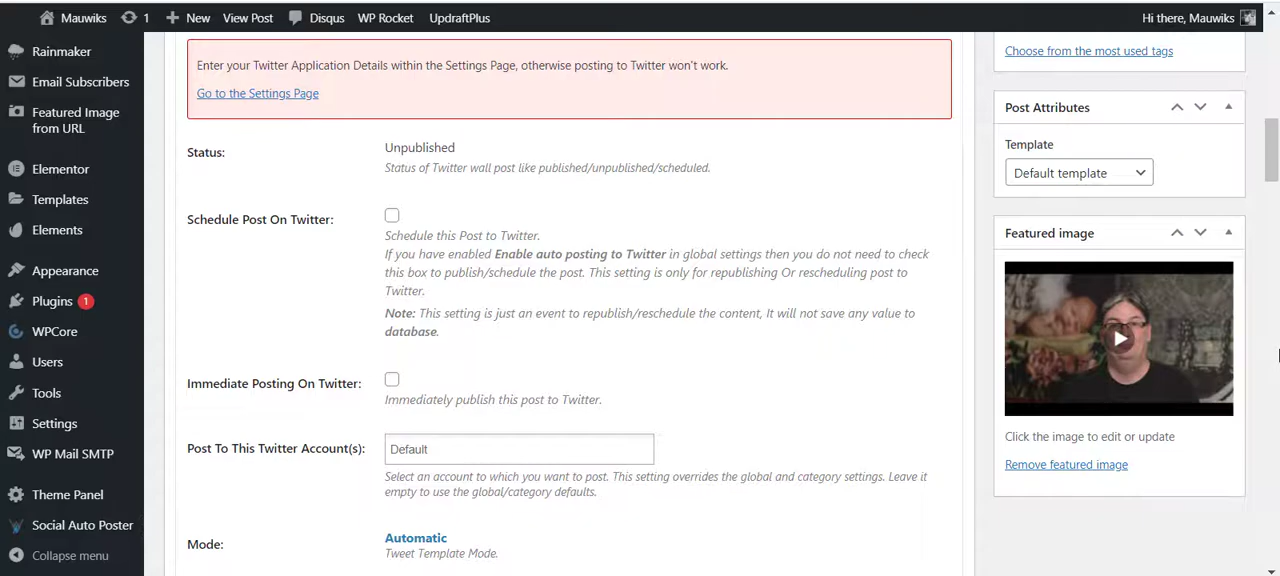 Mauwiks
1
New
View Post
Disqus
WP Rocket
UpdraftPlus
Hi there, Mauwiks
Rainmaker
Email Subscribers
Featured Image
from URL
Elementor
Templates
Elements
Appearance
Plugins 1
WPCore
Users
Tools
Settings
WP Mail SMTP
Theme Panel
Social Auto Poster
Collapse menu
Enter your Twitter Application Details within the Settings Page, otherwise posting to Twitter won't work.
Go to the Settings Page
Status:
Unpublished
Status of Twitter wall post like published/unpublished/scheduled.
Schedule Post On Twitter:
Schedule this Post to Twitter.
If you have enabled Enable auto posting to Twitter in global settings then you do not need to check
this box to publish/schedule the post. This setting is only for republishing Or rescheduling post to
Twitter.
Note: This setting is just an event to republish/reschedule the content, It will not save any value to
database.
Immediate Posting On Twitter:
Immediately publish this post to Twitter.
Post To This Twitter Account(s):
Default
Select an account to which you want to post. This setting overrides the global and category settings. Leave it
empty to use the global/category defaults.
Mode:
Automatic
Tweet Template Mode.
Choose from the most used tags
Post Attributes
Template
Default template
Featured image
Click the image to edit or update
Remove featured image